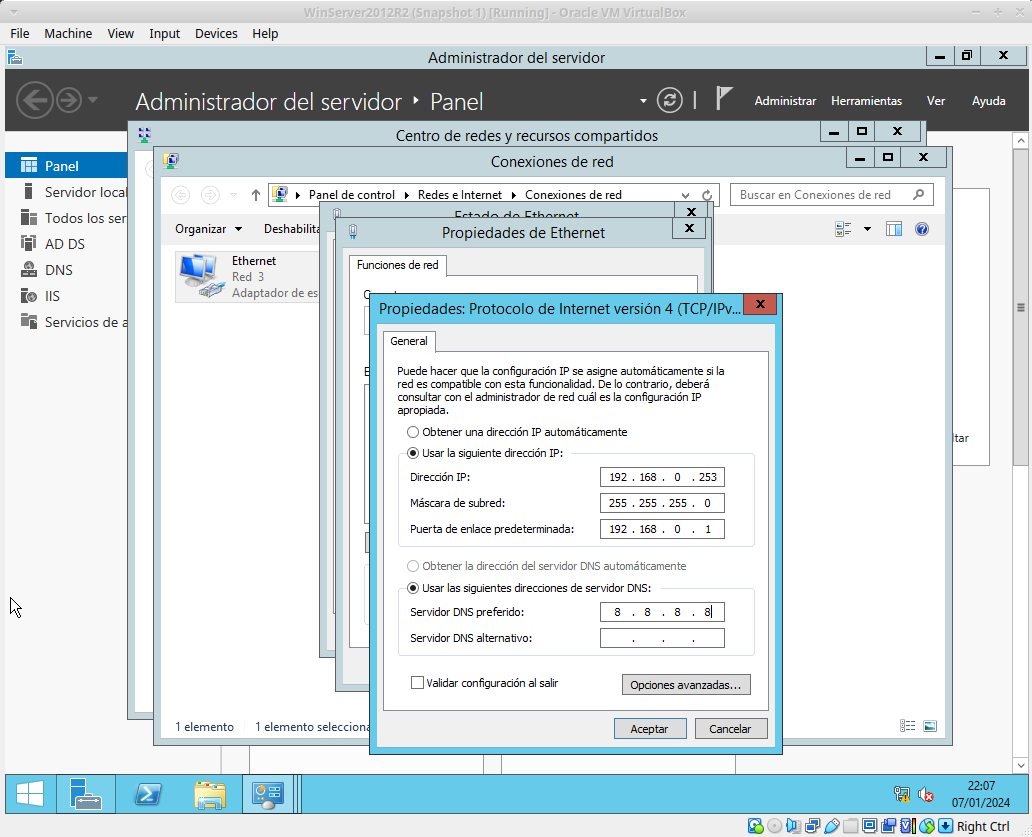 WinServer2012R2 (Snapshot 1) [Running] - Oracle VM VirtualBox
File Machine View Input Devices Help
Administrador del servidor
Administrador del servidor Panel
Administrar Herramientas Ver Ayuda
Centro de redes y recursos compartidos
Conexiones de red
Panel
Servidor local
Todos los ser
AD DS
DNS
IIS
Servicios de a
Panel de control Redes e Internet Conexiones de red
Buscar en Conexiones de red
Organizar Deshabilita
Estado de Ethernet
Propiedades de Ethernet
Ethernet
Red 3
Adaptador de es
Funciones de red
Propiedades: Protocolo de Internet versión 4 (TCP/IPv...
General
Puede hacer que la configuración IP se asigne automáticamente si la
red es compatible con esta funcionalidad. De lo contrario, deberá
consultar con el administrador de red cuál es la configuración IP
apropiada.
Obtener una dirección IP automáticamente
Usar la siguiente dirección IP:
Dirección IP: 192 . 168 . 0 . 253
Máscara de subred: 255 . 255 . 255 . 0
Puerta de enlace predeterminada: 192 . 168 . 0 . 1
Obtener la dirección del servidor DNS automáticamente
Usar las siguientes direcciones de servidor DNS:
Servidor DNS preferido: 8 . 8 . 8 . 8
Servidor DNS alternativo: . . .
Validar configuración al salir
Opciones avanzadas...
Aceptar Cancelar
ltar
1 elemento 1 elemento selecciona
22:07
07/01/2024
Right Ctrl